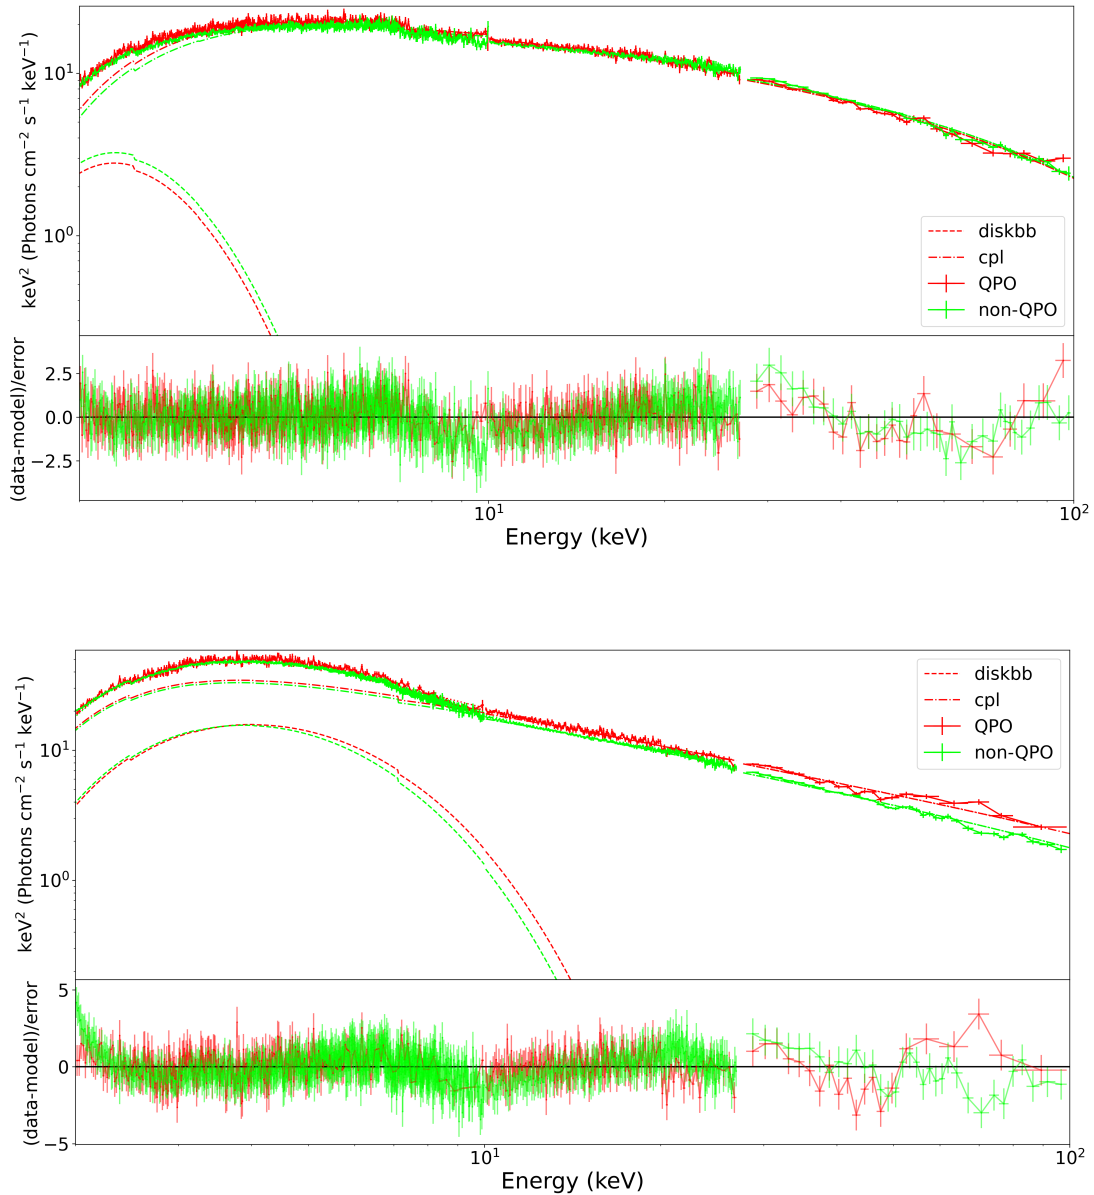 keV² (Photons cm⁻² s⁻¹ keV⁻¹)
10¹
10⁰
diskbb
cpl
QPO
non-QPO
(data-model)/error
2.5
0.0
−2.5
10¹
10²
Energy (keV)
keV² (Photons cm⁻² s⁻¹ keV⁻¹)
10¹
10⁰
diskbb
cpl
QPO
non-QPO
(data-model)/error
5
0
−5
10¹
10²
Energy (keV)